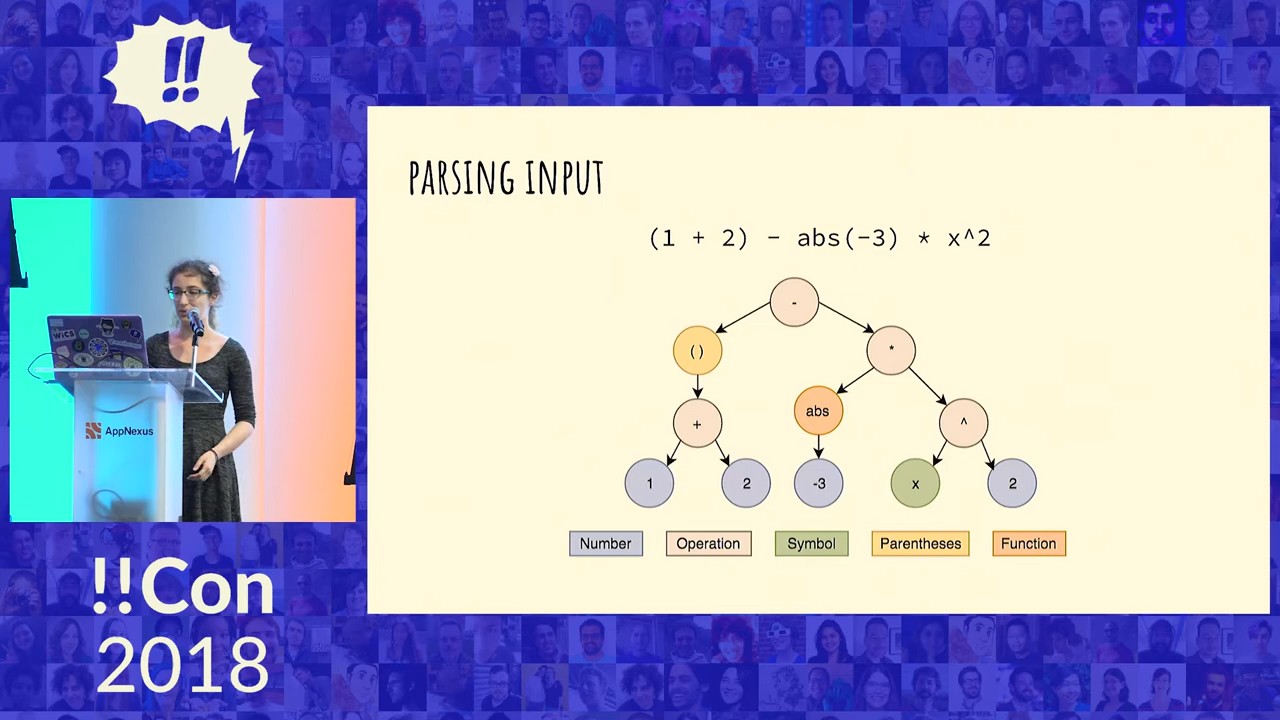 !!
PARSING INPUT
(1 + 2) - abs(-3) * x^2
-
()
*
abs
+
^
1
2
-3
x
2
Number
Operation
Symbol
Parentheses
Function
WiCS
AppNexus
!!Con
2018